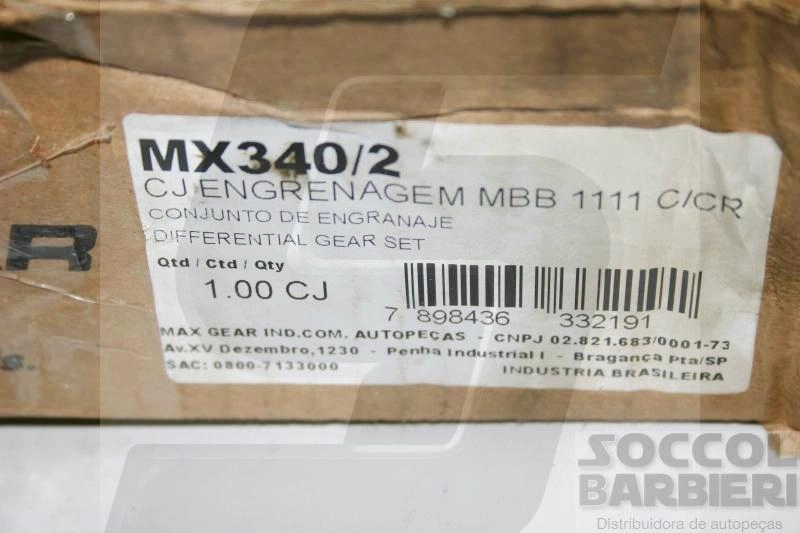 MX340/2
CJ ENGRENAGEM MBB 1111 C/CR
CONJUNTO DE ENGRANAJE
DIFFERENTIAL GEAR SET
Qtd / Ctd / Qty
1.00 CJ
7 898436 332191
MAX GEAR IND.COM. AUTOPEÇAS - CNPJ 02.821.683/0001-73
Av.XV Dezembro,1230 - Penha Industrial I - Bragança Pta/SP
SAC: 0800-7133000
INDUSTRIA BRASILEIRA
AR
s.
SOCCOL
BARBIERI
Distribuidora de autopeças